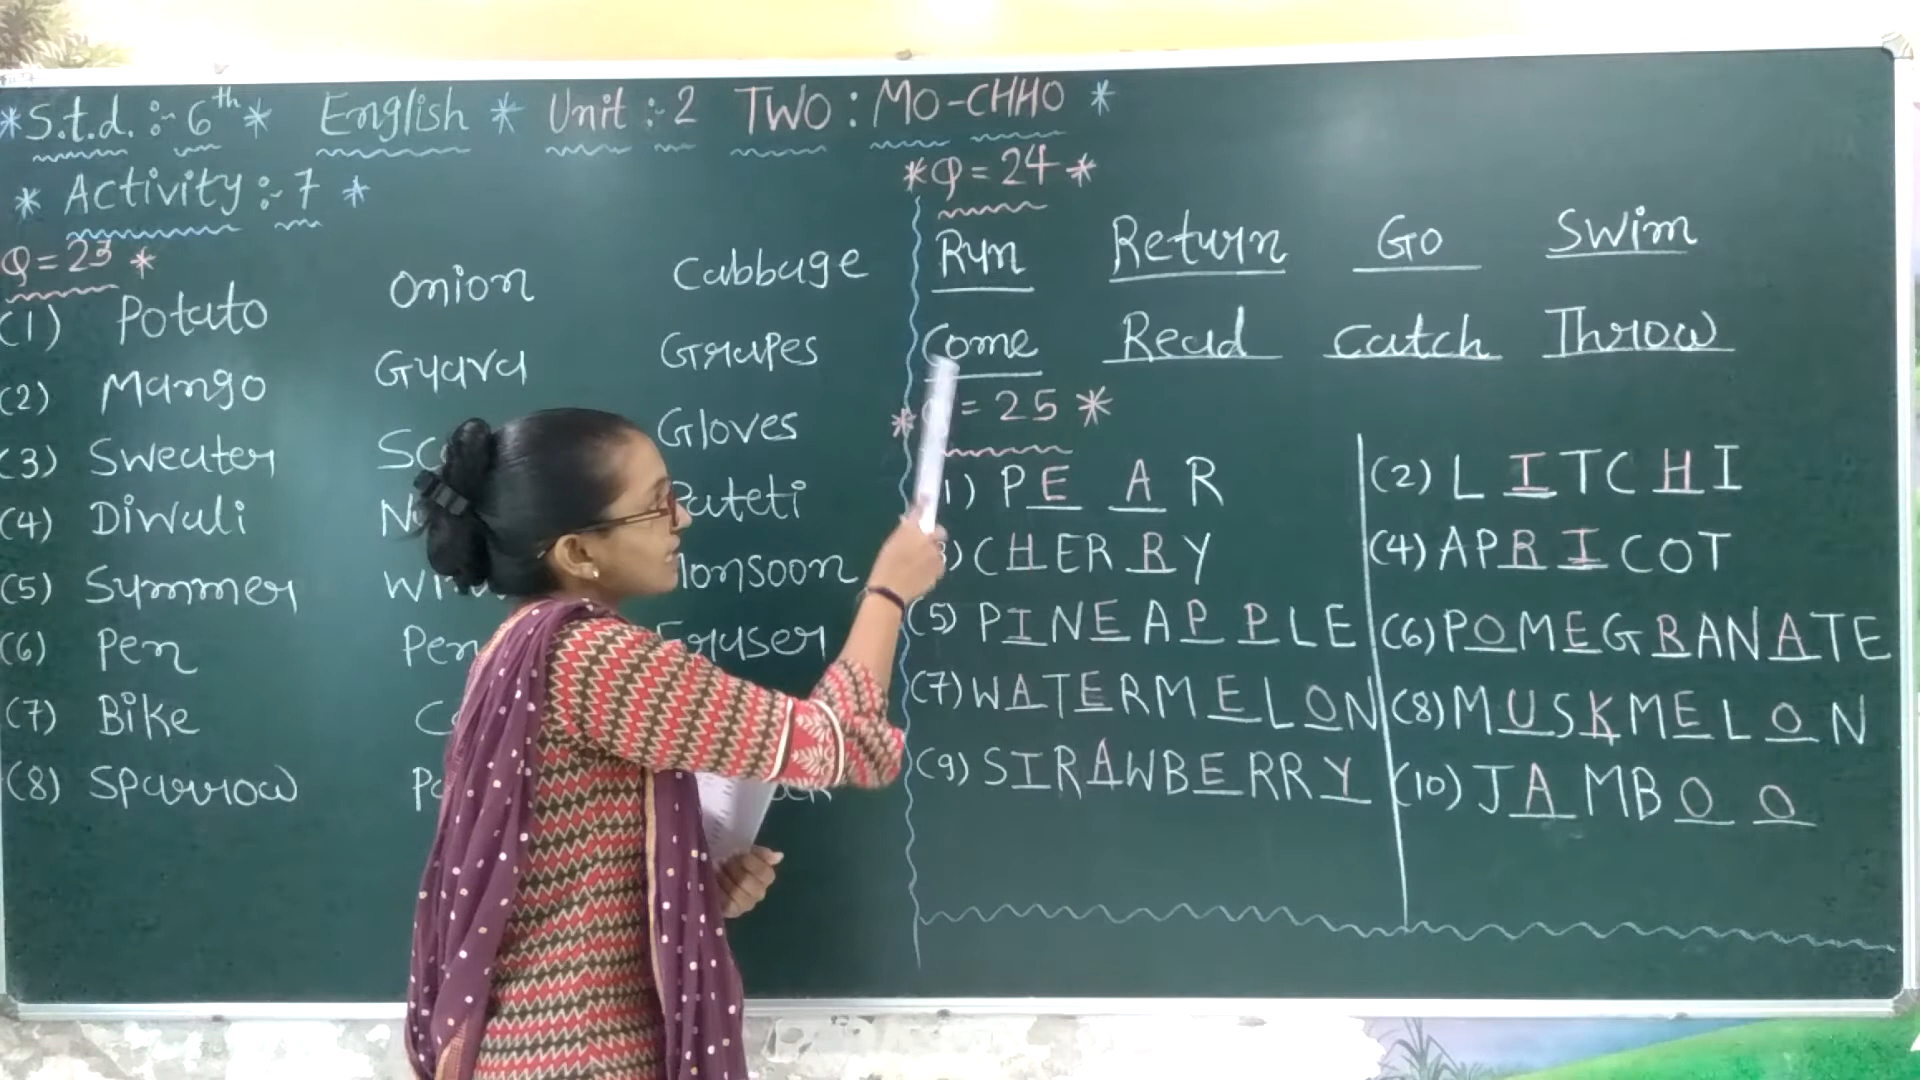 *S.t.d. :- 6th* English * Unit :- 2 TWO : MO-CHHO *
* Activity :- 7 *
Q = 23 *
(1) Potato Onion Cabbage
(2) Mango Guava Grapes
(3) Sweater Gloves
(4) Diwali Pateti
(5) Summer Monsoon
(6) Pen Eraser
(7) Bike
(8) Sparrow
*Q = 24 *
Run Return Go Swim
Come Read Catch Throw
* = 25 *
1) PEAR (2) LITCHI
3) CHERRY (4) APRICOT
(5) PINEAPPLE (6) POMEGRANATE
(7) WATERMELON (8) MUSKMELON
(9) SIRAWBERRY (10) JAMBOO